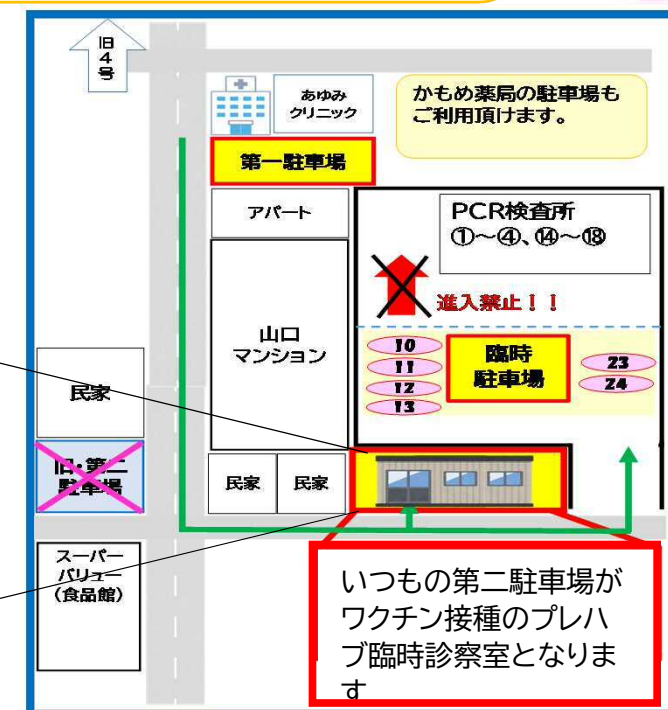 旧
4
号
あゆみ
クリニック
かもめ薬局の駐車場も
ご利用頂けます。
第一駐車場
アパート
PCR検査所
①～④、⑭～⑱
進入禁止！！
山口
マンション
10
11
12
13
臨時
駐車場
23
24
民家
旧・第二
駐車場
民家
民家
スーパー
バリュー
(食品館)
いつもの第二駐車場が
ワクチン接種のプレハ
ブ臨時診察室となりま
す